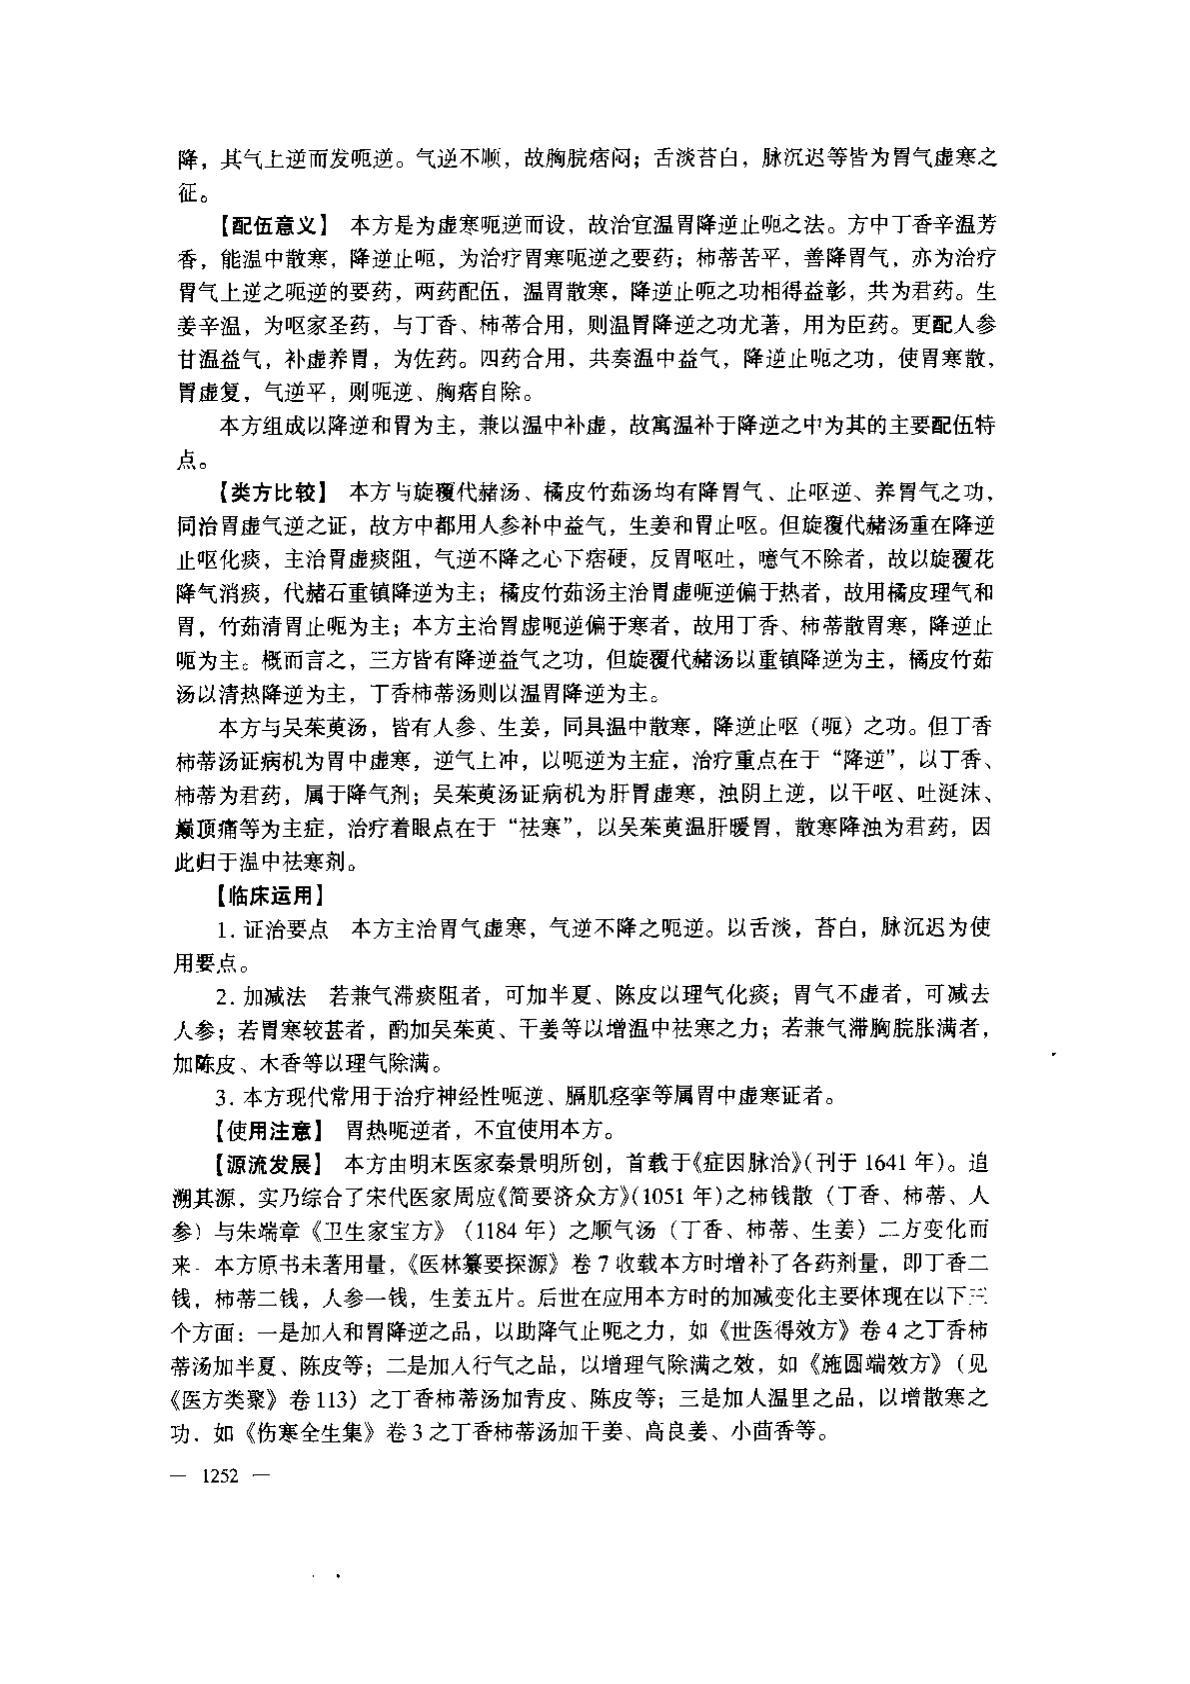 降，其气上逆而发呃逆。气逆不顺，故胸脘痞闷；舌淡苔白，脉沉迟等皆为胃气虚寒之
征。
【配伍意义】 本方是为虚寒呃逆而设，故治宜温胃降逆止呃之法。方中丁香辛温芳
香，能温中散寒，降逆止呃，为治疗胃寒呃逆之要药；柿蒂苦平，善降胃气，亦为治疗
胃气上逆之呃逆的要药，两药配伍，温胃散寒，降逆止呃之功相得益彰，共为君药。生
姜辛温，为呕家圣药，与丁香、柿蒂合用，则温胃降逆之功尤著，用为臣药。更配人参
甘温益气，补虚养胃，为佐药。四药合用，共奏温中益气，降逆止呃之功，使胃寒散，
胃虚复，气逆平，则呃逆、胸痞自除。
本方组成以降逆和胃为主，兼以温中补虚，故寓温补于降逆之中为其的主要配伍特
点。
【类方比较】 本方与旋覆代赭汤、橘皮竹茹汤均有降胃气、止呕逆、养胃气之功，
同治胃虚气逆之证，故方中都用人参补中益气，生姜和胃止呕。但旋覆代赭汤重在降逆
止呕化痰，主治胃虚痰阻，气逆不降之心下痞硬，反胃呕吐，噫气不除者，故以旋覆花
降气消痰，代赭石重镇降逆为主；橘皮竹茹汤主治胃虚呃逆偏于热者，故用橘皮理气和
胃，竹茹清胃止呃为主；本方主治胃虚呃逆偏于寒者，故用丁香、柿蒂散胃寒，降逆止
呃为主。概而言之，三方皆有降逆益气之功，但旋覆代赭汤以重镇降逆为主，橘皮竹茹
汤以清热降逆为主，丁香柿蒂汤则以温胃降逆为主。
本方与吴茱萸汤，皆有人参、生姜，同具温中散寒，降逆止呕（呃）之功。但丁香
柿蒂汤证病机为胃中虚寒，逆气上冲，以呃逆为主症，治疗重点在于“降逆”，以丁香、
柿蒂为君药，属于降气剂；吴茱萸汤证病机为肝胃虚寒，浊阴上逆，以干呕、吐涎沫、
巅顶痛等为主症，治疗着眼点在于“祛寒”，以吴茱萸温肝暖胃，散寒降浊为君药，因
此归于温中祛寒剂。
【临床运用】
1. 证治要点 本方主治胃气虚寒，气逆不降之呃逆。以舌淡，苔白，脉沉迟为使
用要点。
2. 加减法 若兼气滞痰阻者，可加半夏、陈皮以理气化痰；胃气不虚者，可减去
人参；若胃寒较甚者，酌加吴茱萸、干姜等以增温中祛寒之力；若兼气滞胸脘胀满者，
加陈皮、木香等以理气除满。
3. 本方现代常用于治疗神经性呃逆、膈肌痉挛等属胃中虚寒证者。
【使用注意】 胃热呃逆者，不宜使用本方。
【源流发展】 本方由明末医家秦景明所创，首载于《症因脉治》（刊于 1641 年）。追
溯其源，实乃综合了宋代医家周应《简要济众方》（1051 年）之柿钱散（丁香、柿蒂、人
参）与朱端章《卫生家宝方》（1184 年）之顺气汤（丁香、柿蒂、生姜）二方变化而
来。本方原书未著用量，《医林纂要探源》卷 7 收载本方时增补了各药剂量，即丁香二
钱，柿蒂二钱，人参一钱，生姜五片。后世在应用本方时的加减变化主要体现在以下三
个方面：一是加入和胃降逆之品，以助降气止呃之力，如《世医得效方》卷 4 之丁香柿
蒂汤加半夏、陈皮等；二是加入行气之品，以增理气除满之效，如《施圆端效方》（见
《医方类聚》卷 113）之丁香柿蒂汤加青皮、陈皮等；三是加入温里之品，以增散寒之
功．如《伤寒全生集》卷 3 之丁香柿蒂汤加干姜、高良姜、小茴香等。
— 1252 —